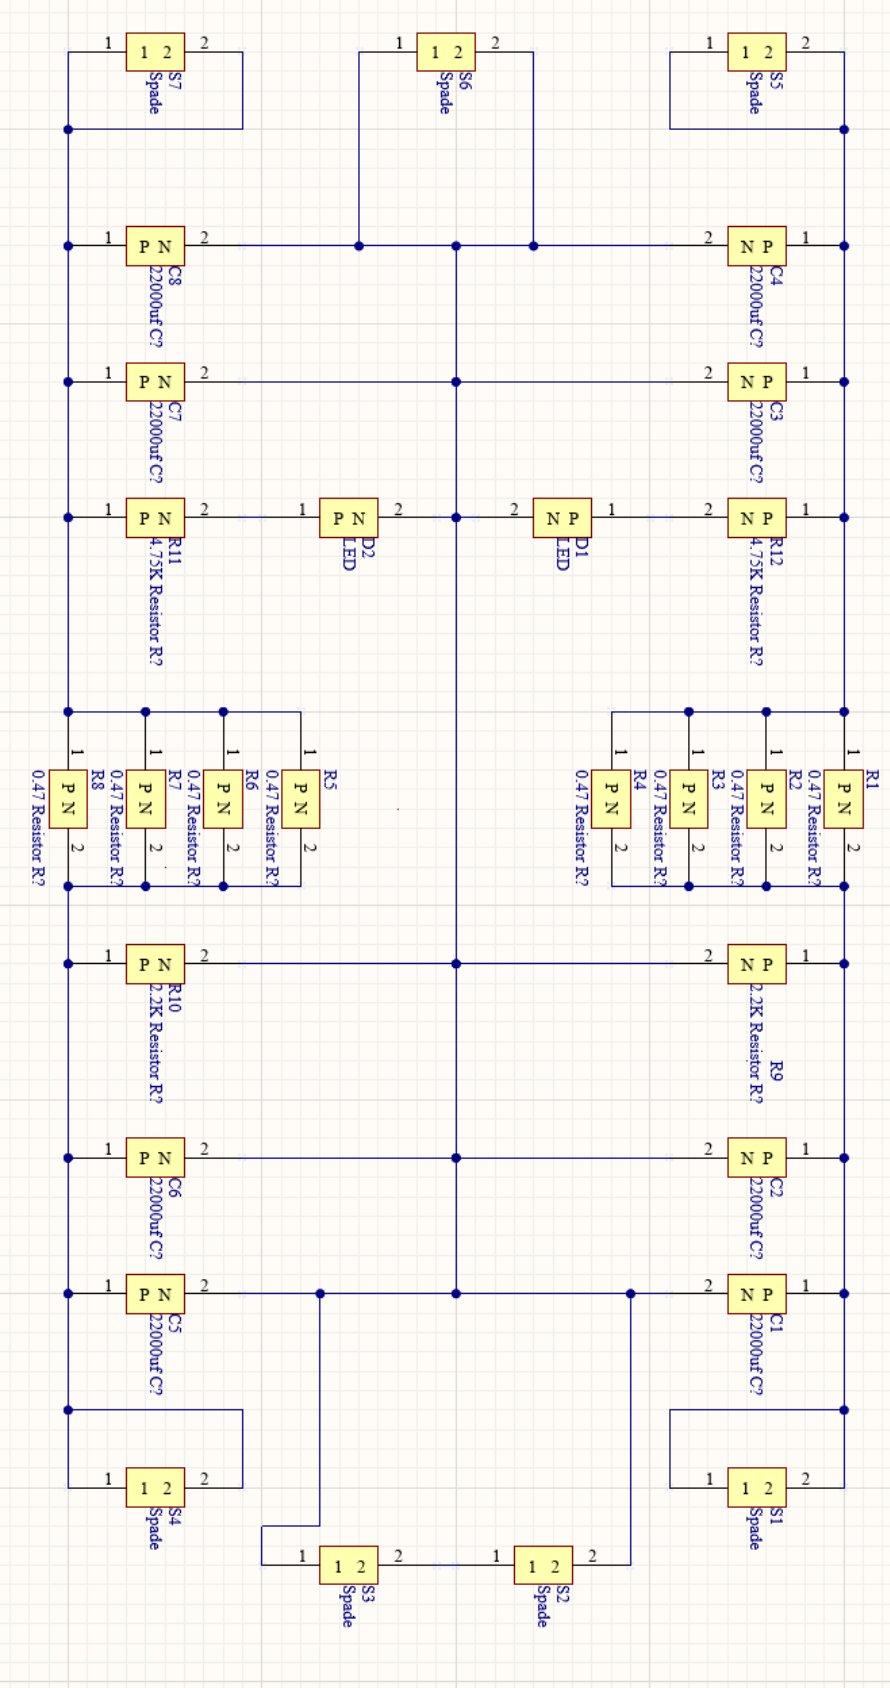 1 1 2 2
S7
Spade
1 1 2 2
S6
Spade
1 1 2 2
S5
Spade
1 P N 2
C8
22000uf C?
2 N P 1
C4
22000uf C?
1 P N 2
C7
22000uf C?
2 N P 1
C3
22000uf C?
1 P N 2
R11
4.75K Resistor R?
1 P N 2
D2
LED
2 N P 1
D1
LED
2 N P 1
R12
4.75K Resistor R?
1 P N 2
R8
0.47 Resistor R?
1 P N 2
R7
0.47 Resistor R?
1 P N 2
R6
0.47 Resistor R?
1 P N 2
R5
0.47 Resistor R?
1 P N 2
R4
0.47 Resistor R?
1 P N 2
R3
0.47 Resistor R?
1 P N 2
R2
0.47 Resistor R?
1 P N 2
R1
0.47 Resistor R?
1 P N 2
R10
2.2K Resistor R?
2 N P 1
R9
2.2K Resistor R?
1 P N 2
C6
22000uf C?
2 N P 1
C2
22000uf C?
1 P N 2
C5
22000uf C?
2 N P 1
C1
22000uf C?
1 1 2 2
S4
Spade
1 1 2 2
S1
Spade
1 1 2 2
S3
Spade
1 1 2 2
S2
Spade